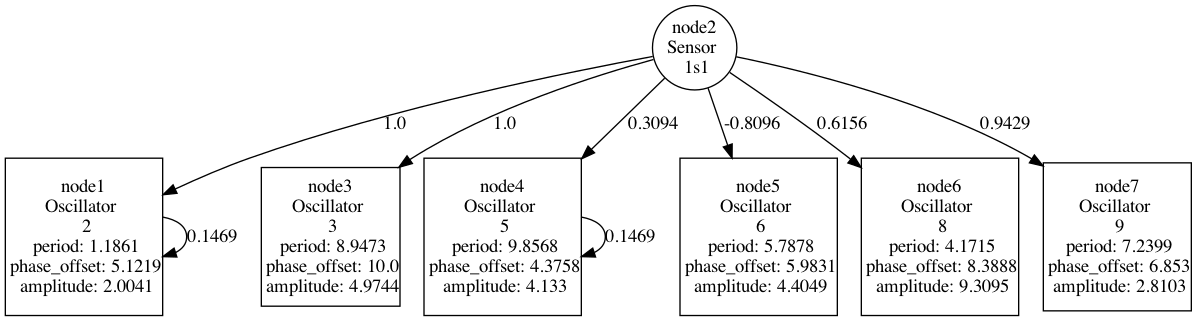 node2
Sensor
1s1
1.0
1.0
0.3094
-0.8096
0.6156
0.9429
node1
Oscillator
2
period: 1.1861
phase_offset: 5.1219
amplitude: 2.0041
0.1469
node3
Oscillator
3
period: 8.9473
phase_offset: 10.0
amplitude: 4.9744
node4
Oscillator
5
period: 9.8568
phase_offset: 4.3758
amplitude: 4.133
0.1469
node5
Oscillator
6
period: 5.7878
phase_offset: 5.9831
amplitude: 4.4049
node6
Oscillator
8
period: 4.1715
phase_offset: 8.3888
amplitude: 9.3095
node7
Oscillator
9
period: 7.2399
phase_offset: 6.853
amplitude: 2.8103